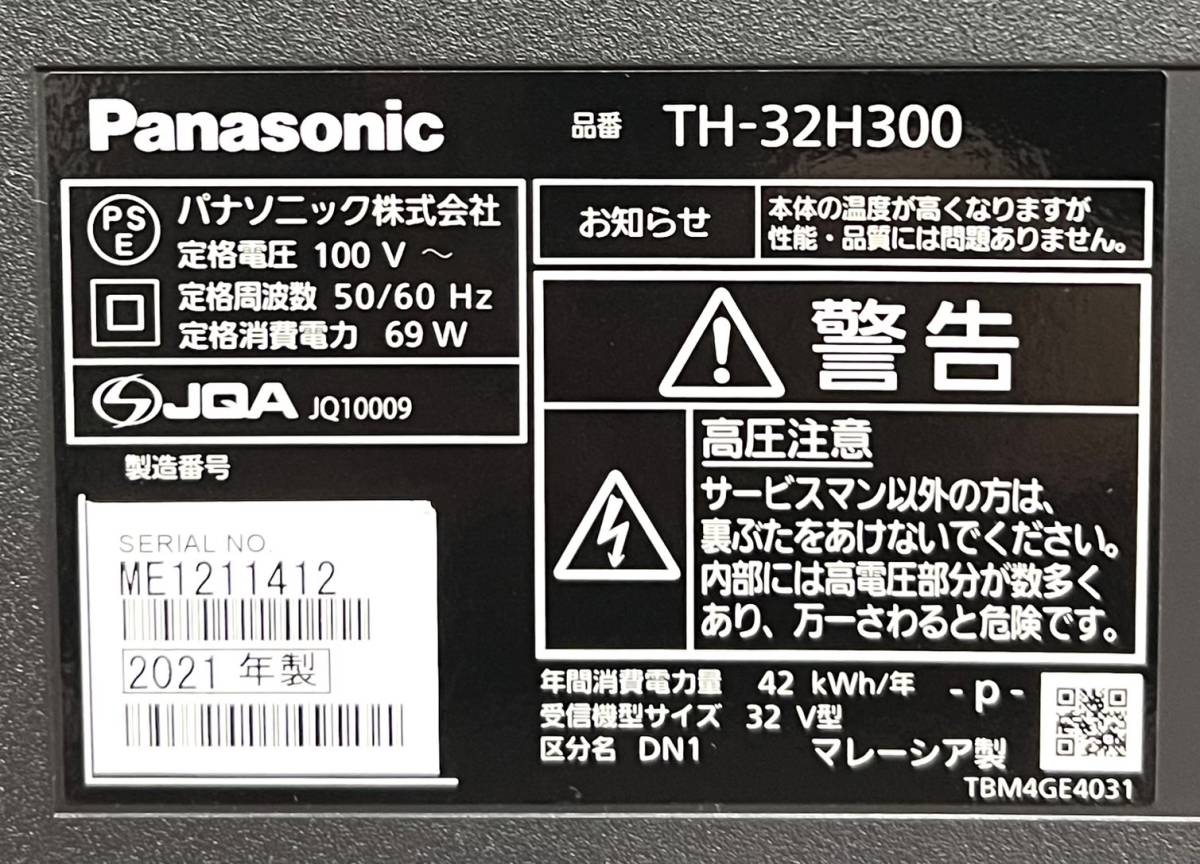 Panasonic
品番 TH-32H300
PS
E
パナソニック株式会社
定格電圧 100 V ～
定格周波数 50/60 Hz
定格消費電力 69 W
JQA JQ10009
製造番号
SERIAL NO.
ME1211412
2021 年製
お知らせ
本体の温度が高くなりますが
性能・品質には問題ありません。
警告
高圧注意
サービスマン以外の方は、
裏ぶたをあけないでください。
内部には高電圧部分が数多く
あり、万一さわると危険です。
年間消費電力量 42 kWh/年
受信機型サイズ 32 V型
区分名 DN1
- p -
マレーシア製
TBM4GE4031